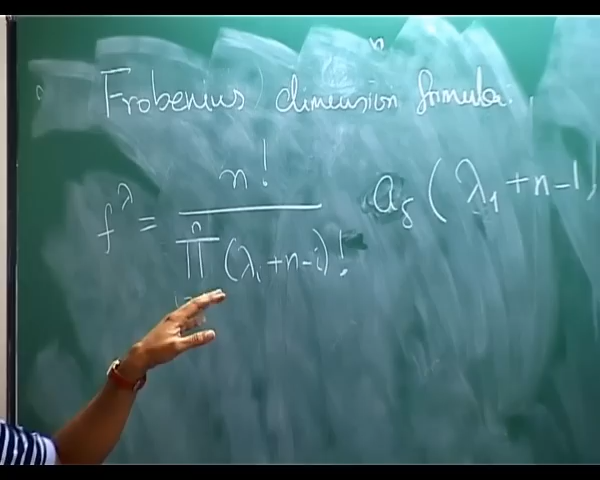 Frobenius dimension formula.
f^λ = n! / ∏^n (λ_i + n - i)! a_δ(λ_1 + n - 1,